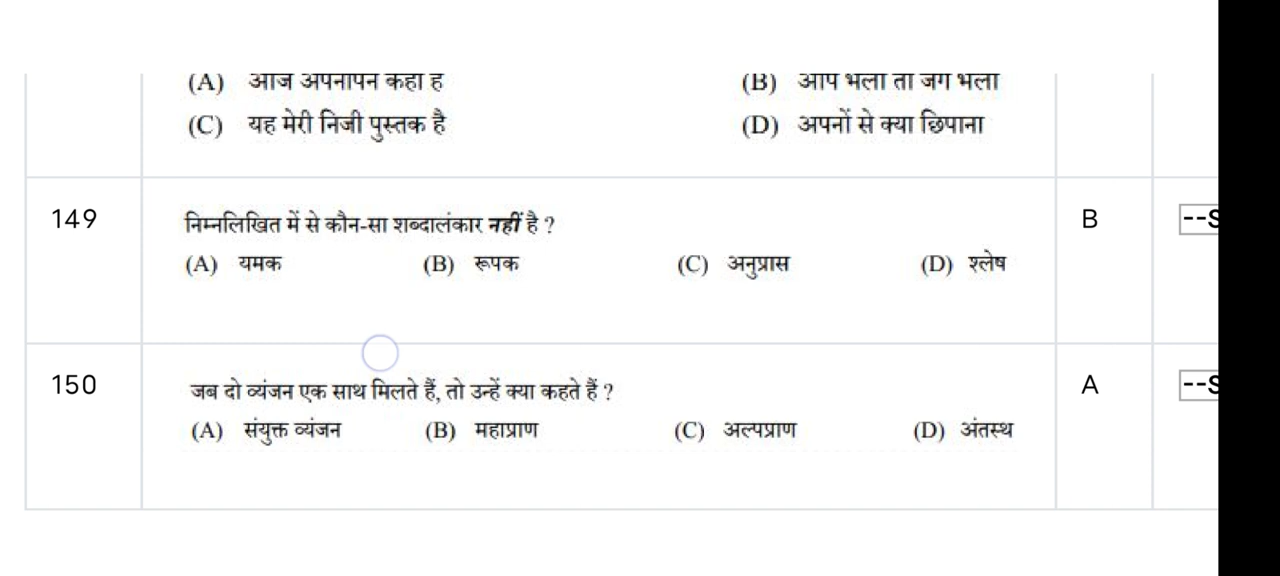 (A) आज अपनापन कहाँ है (B) आप भला तो जग भला
(C) यह मेरी निजी पुस्तक है (D) अपनों से क्या छिपाना
149 निम्नलिखित में से कौन-सा शब्दालंकार नहीं है ? B --S
(A) यमक (B) रूपक (C) अनुप्रास (D) श्लेष
150 जब दो व्यंजन एक साथ मिलते हैं, तो उन्हें क्या कहते हैं ? A --S
(A) संयुक्त व्यंजन (B) महाप्राण (C) अल्पप्राण (D) अंतस्थ